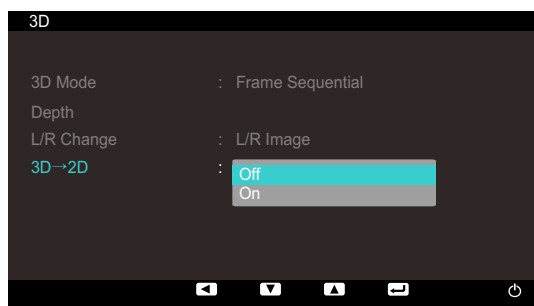 3D
3D Mode : Frame Sequential
Depth
L/R Change : L/R Image
3D→2D : Off
On